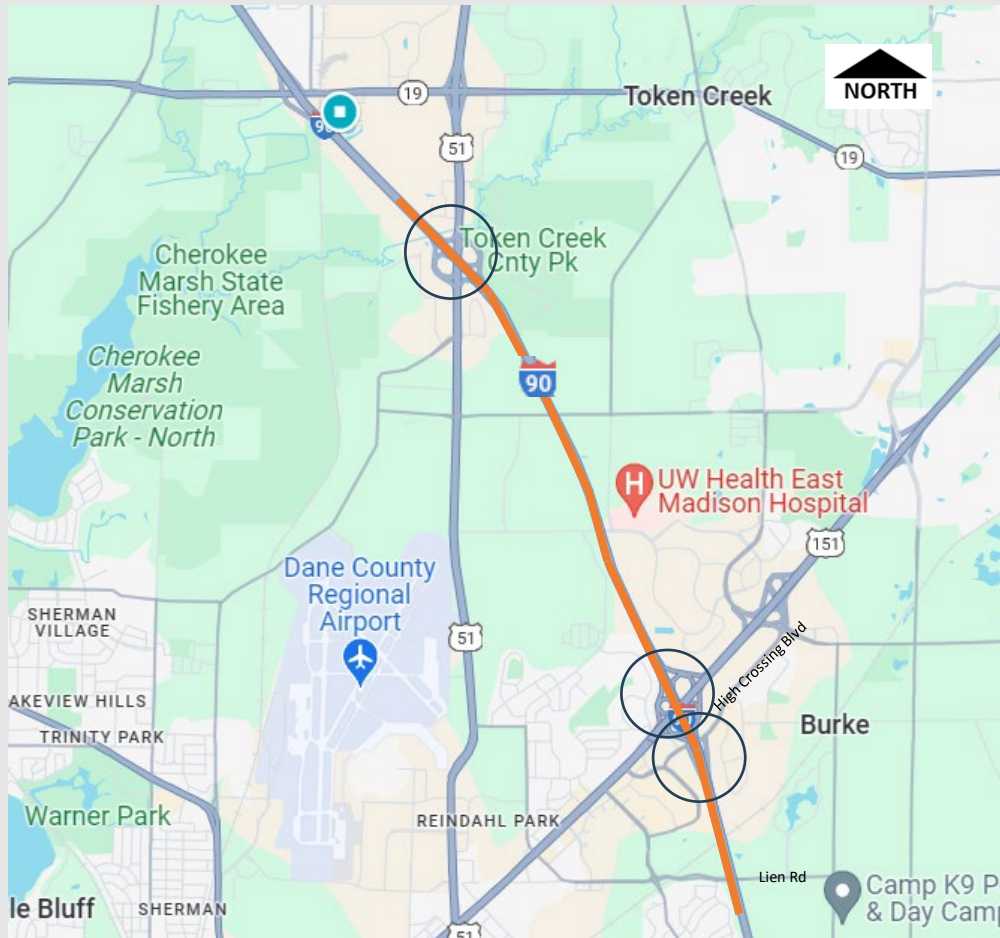 NORTH
19
Token Creek
90
51
19
Token Creek
Cnty Pk
Cherokee
Marsh State
Fishery Area
Cherokee
Marsh
Conservation
Park - North
90
UW Health East
Madison Hospital
H
151
Dane County
Regional
Airport
SHERMAN
VILLAGE
51
High Crossing Blvd
AKEVIEW HILLS
TRINITY PARK
Burke
Warner Park
REINDAHL PARK
Lien Rd
Camp K9 P
& Day Camp
le Bluff
SHERMAN
51